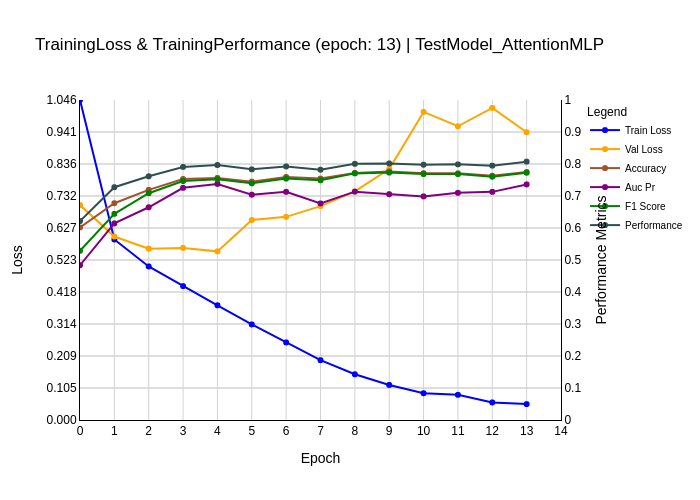 TrainingLoss & TrainingPerformance (epoch: 13) | TestModel_AttentionMLP
1.046
0.941
0.836
0.732
0.627
0.523
0.418
0.314
0.209
0.105
0.000
Loss
0 1 2 3 4 5 6 7 8 9 10 11 12 13 14
Epoch
1
0.9
0.8
0.7
0.6
0.5
0.4
0.3
0.2
0.1
0
Performance Metrics
Legend
Train Loss
Val Loss
Accuracy
Auc Pr
F1 Score
Performance